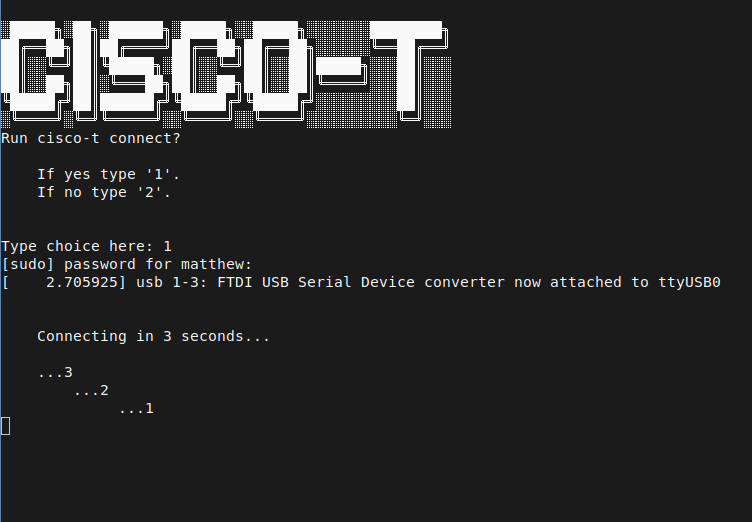 CISCO-T
Run cisco-t connect?
If yes type '1'.
If no type '2'.
Type choice here: 1
[sudo] password for matthew:
[    2.705925] usb 1-3: FTDI USB Serial Device converter now attached to ttyUSB0
Connecting in 3 seconds...
...3
...2
...1